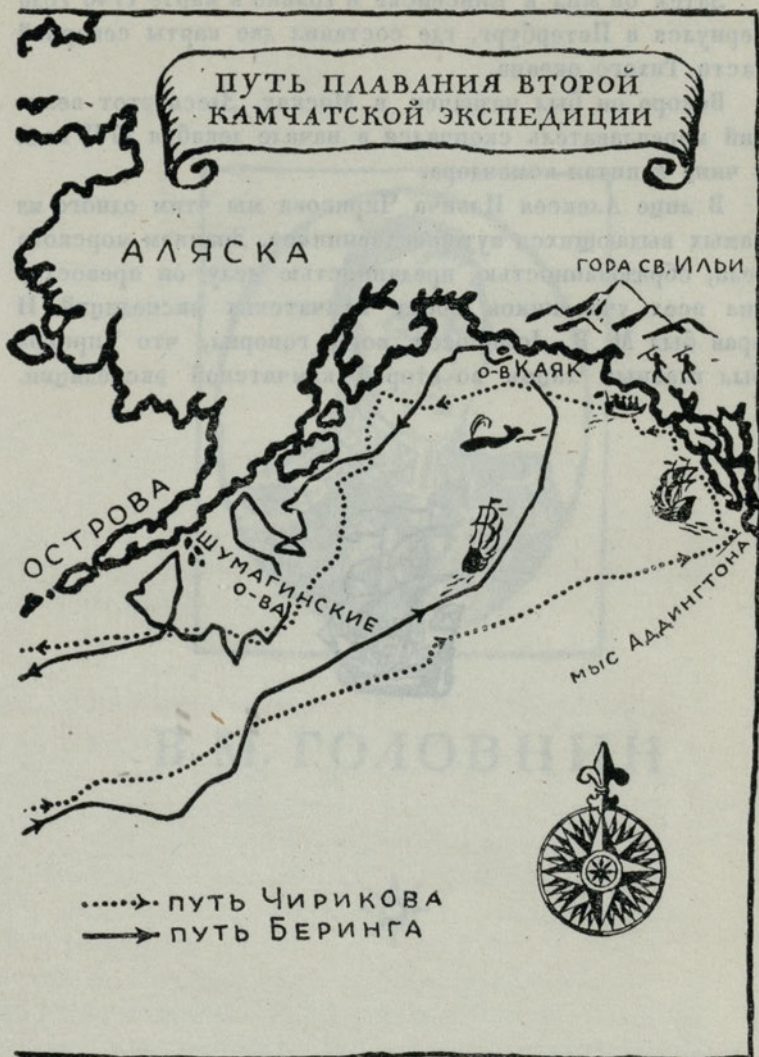 ПУТЬ ПЛАВАНИЯ ВТОРОЙ
КАМЧАТСКОЙ ЭКСПЕДИЦИИ
АЛЯСКА
ГОРА СВ. ИЛЬИ
О-В КАЯК
ОСТРОВА
ШУМАГИНСКИЕ
О-ВА
МЫС АДДИНГТОНА
ПУТЬ ЧИРИКОВА
ПУТЬ БЕРИНГА